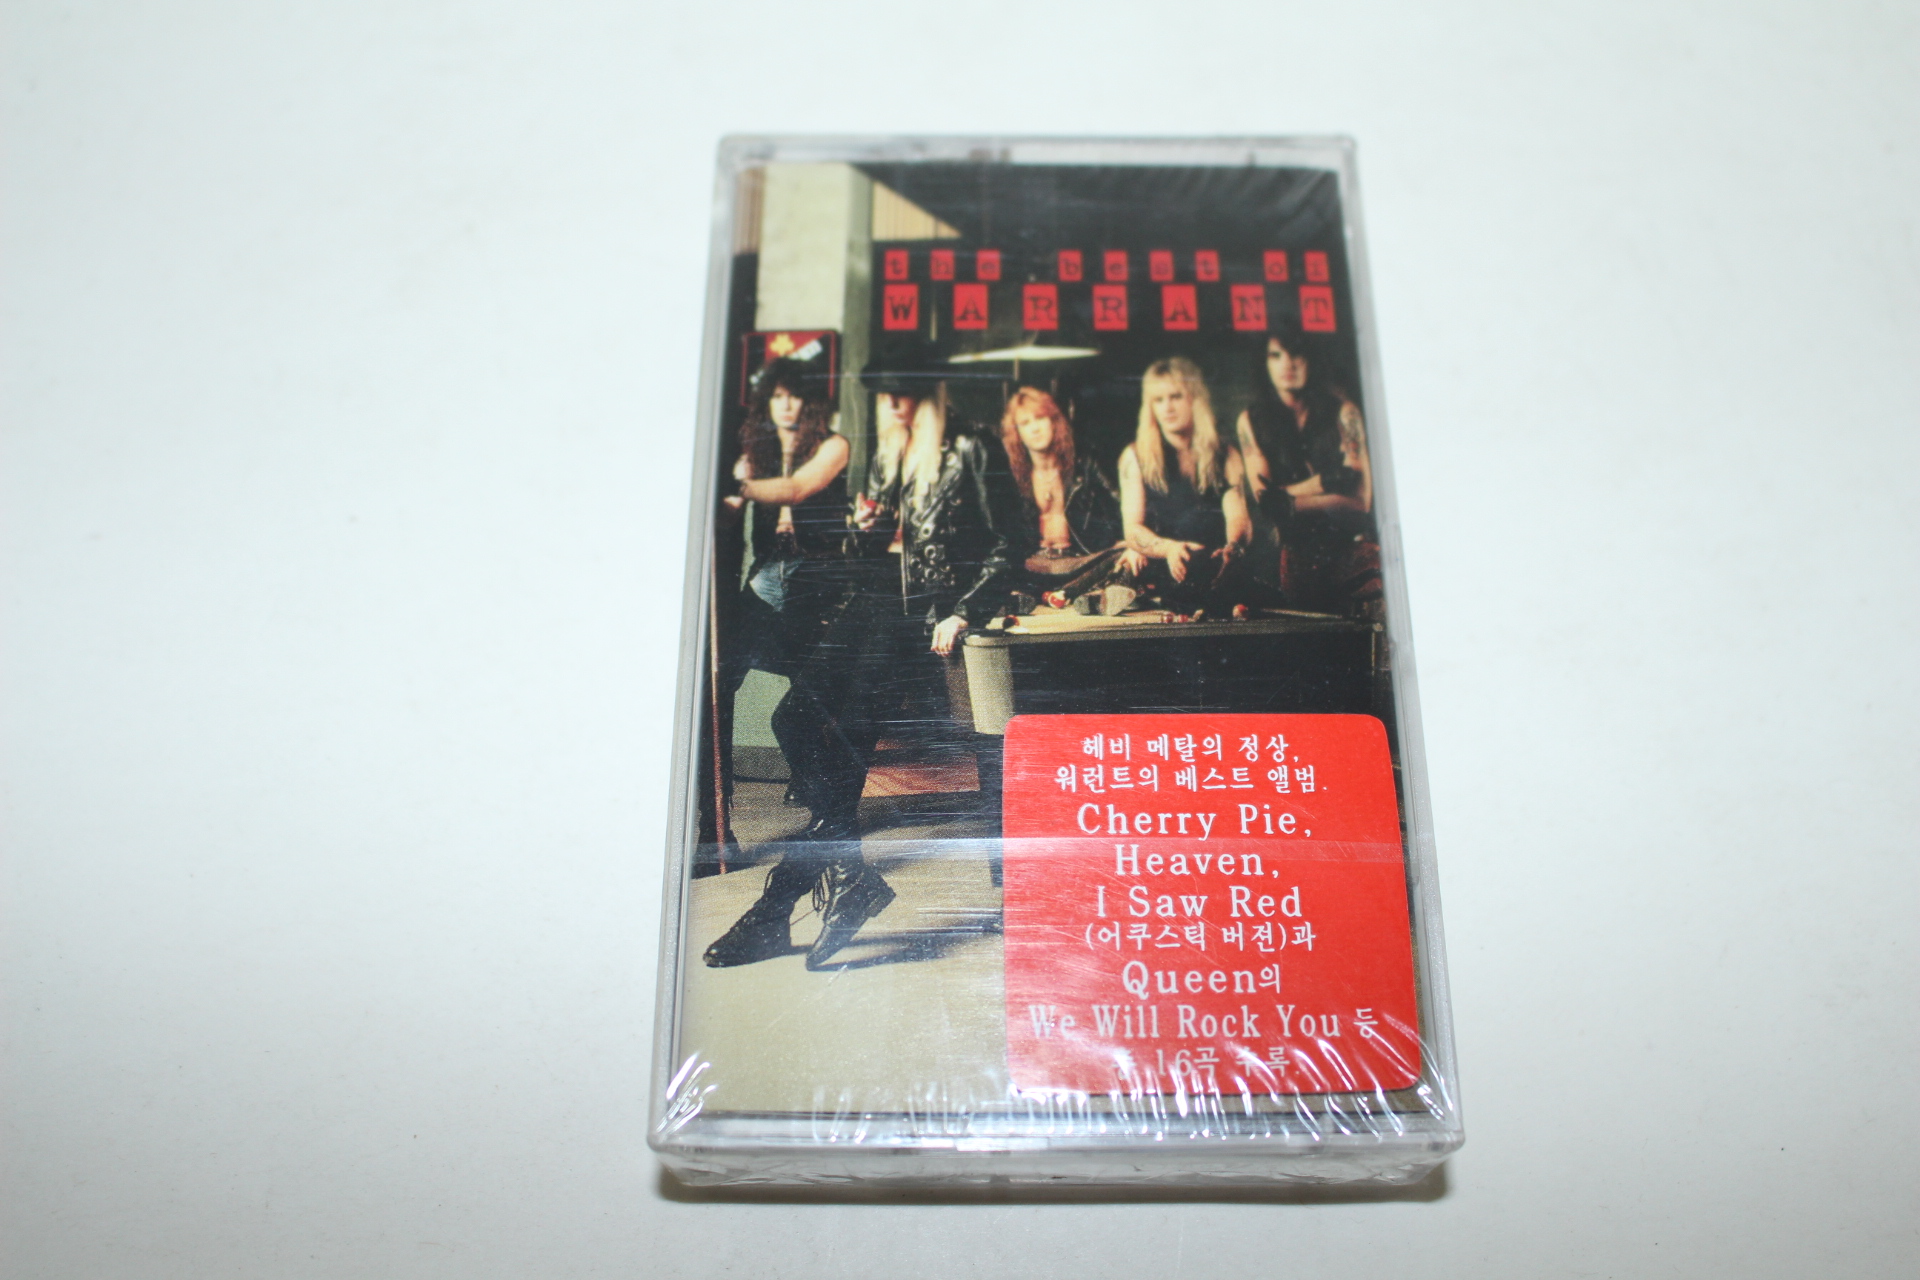 the best of
WARRANT
헤비 메탈의 정상,
워런트의 베스트 앨범.
Cherry Pie,
Heaven,
I Saw Red
(어쿠스틱 버젼)과
Queen의
We Will Rock You 등
총 16곡 수록.